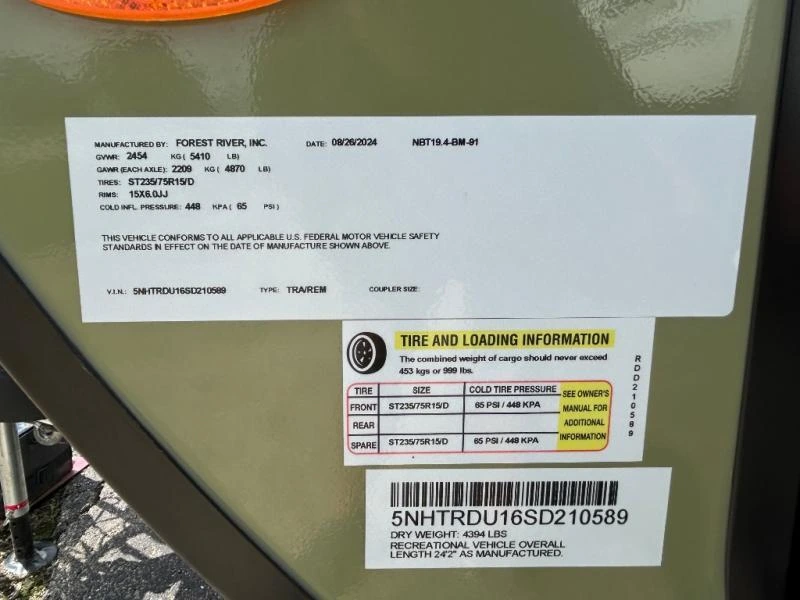 MANUFACTURED BY: FOREST RIVER, INC. DATE: 08/26/2024 NBT19.4-BM-91
GVWR: 2454 KG ( 5410 LB)
GAWR (EACH AXLE): 2209 KG ( 4870 LB)
TIRES: ST235/75R15/D
RIMS: 15X6.0JJ
COLD INFL. PRESSURE: 448 KPA ( 65 PSI )
THIS VEHICLE CONFORMS TO ALL APPLICABLE U.S. FEDERAL MOTOR VEHICLE SAFETY
STANDARDS IN EFFECT ON THE DATE OF MANUFACTURE SHOWN ABOVE.
V.I.N.: 5NHTRDU16SD210589 TYPE: TRA/REM COUPLER SIZE:
TIRE AND LOADING INFORMATION
The combined weight of cargo should never exceed
453 kgs or 999 lbs.
TIRE SIZE COLD TIRE PRESSURE
FRONT ST235/75R15/D 65 PSI / 448 KPA
REAR
SPARE ST235/75R15/D 65 PSI / 448 KPA
SEE OWNER'S
MANUAL FOR
ADDITIONAL
INFORMATION
RDD210589
5NHTRDU16SD210589
DRY WEIGHT: 4394 LBS
RECREATIONAL VEHICLE OVERALL
LENGTH 24'2" AS MANUFACTURED.